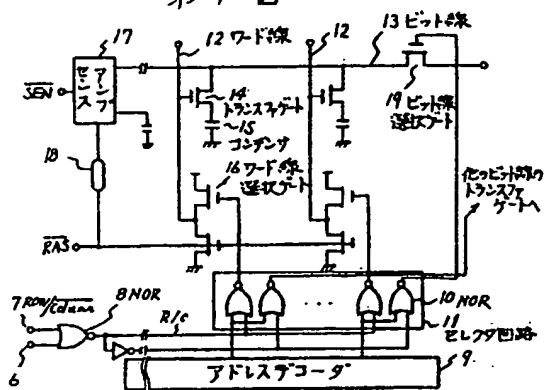 17
12 ワード線
12
13 ビット線
センス
アンプ
SEN
14
トランスファゲート
15
コンデンサ
19 ビット線
選択ゲート
18
16 ワード線
選択ゲート
他のビット線の
トランスファ
ゲートへ
RAS
7 ROW/Column
8 NOR
R/C
...
10 NOR
11
セレクタ回路
6
アドレスデコーダ
9